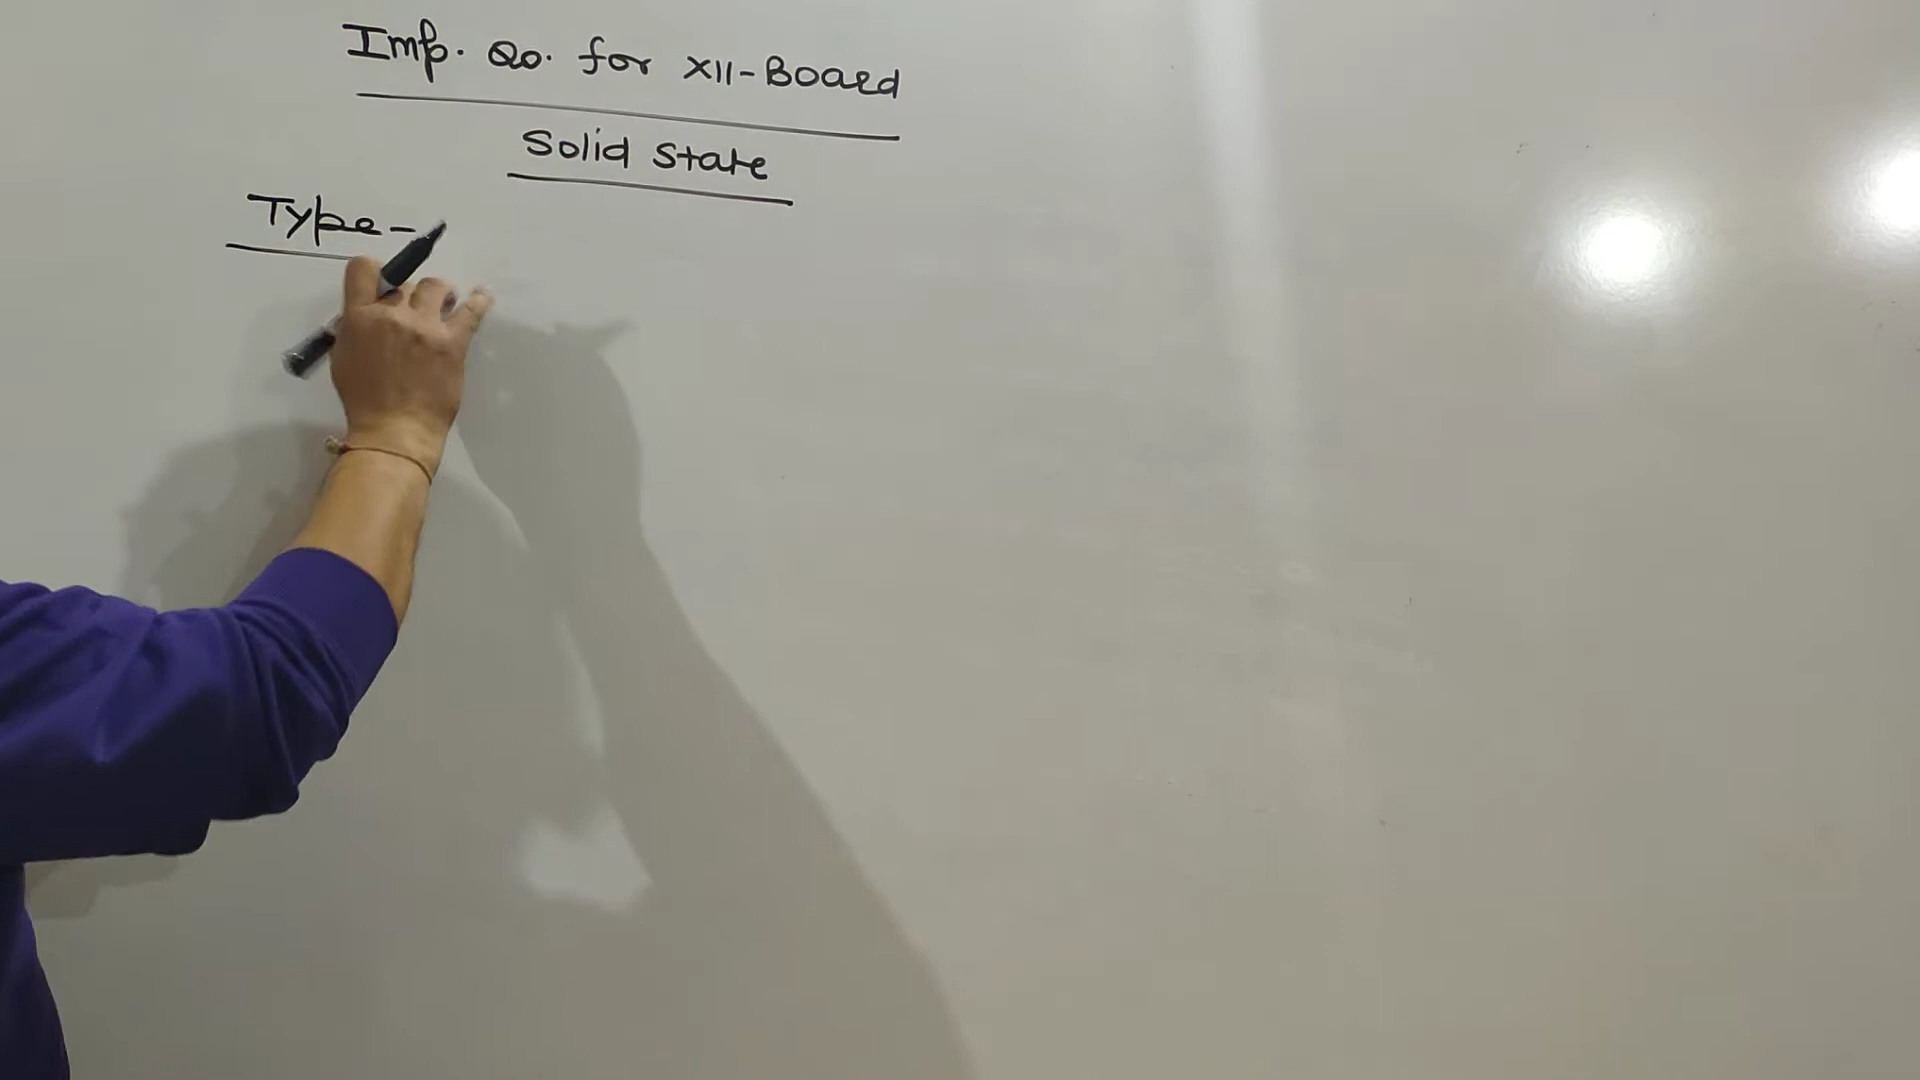 Imp. Qo. for XII-Board
Solid State
Type-